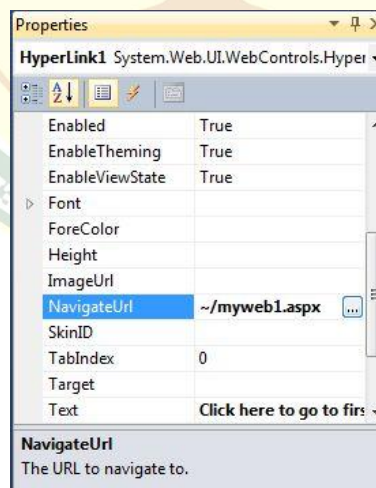 Properties
HyperLink1 System.Web.UI.WebControls.Hyper
Enabled True
EnableTheming True
EnableViewState True
Font
ForeColor
Height
ImageUrl
NavigateUrl ~/myweb1.aspx ...
SkinID
TabIndex 0
Target
Text Click here to go to firs
NavigateUrl
The URL to navigate to.